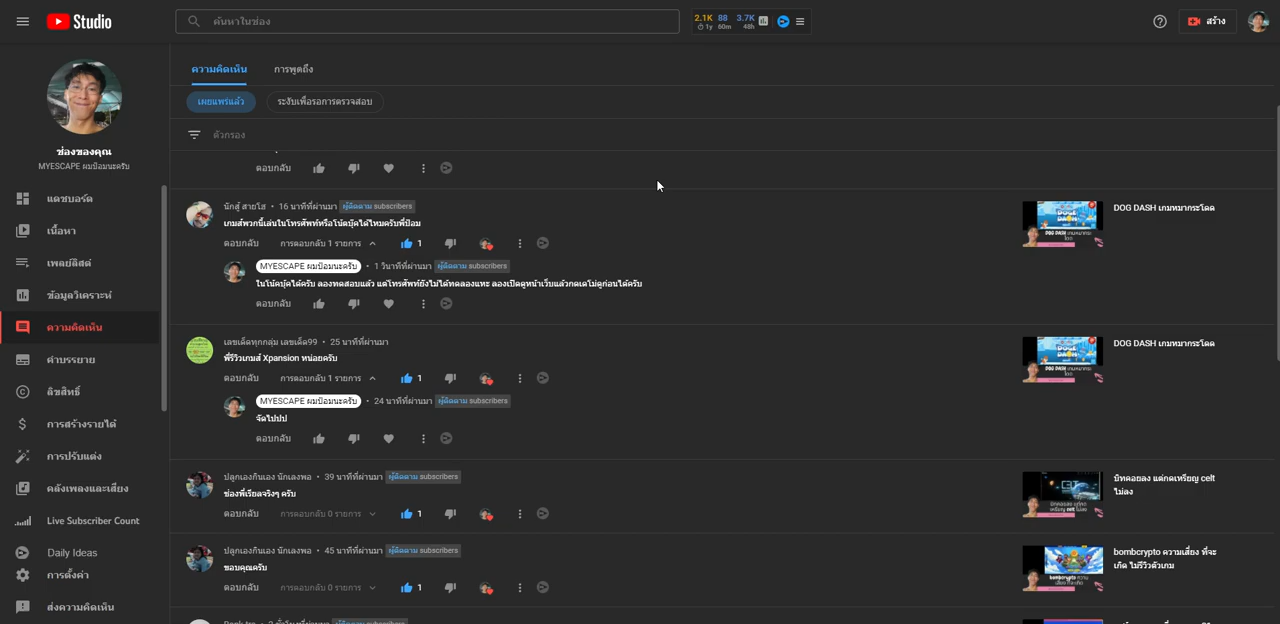 Studio
ค้นหาในช่อง
2.1K 88 3.7K
1y 60m 48h
สร้าง
ช่องของคุณ
MYESCAPE ผมป้อมนะครับ
แดชบอร์ด
เนื้อหา
เพลย์ลิสต์
ข้อมูลวิเคราะห์
ความคิดเห็น
คำบรรยาย
ลิขสิทธิ์
การสร้างรายได้
การปรับแต่ง
คลังเพลงและเสียง
Live Subscriber Count
Daily Ideas
การตั้งค่า
ส่งความคิดเห็น
ความคิดเห็น การพูดถึง
เผยแพร่แล้ว ระงับเพื่อรอการตรวจสอบ
ตัวกรอง
ตอบกลับ
นักสู้ สายไฮ • 16 นาทีที่ผ่านมา ผู้ติดตาม subscribers
เกมส์พวกนี้เล่นในโทรศัพท์หรือโน้ตบุ๊คได้ไหมครับพี่ป้อม
ตอบกลับ การตอบกลับ 1 รายการ 1
MYESCAPE ผมป้อมนะครับ • 1 วินาทีที่ผ่านมา ผู้ติดตาม subscribers
ในโน้ตบุ๊คได้ครับ ลองทดสอบแล้ว แต่โทรศัพท์ยังไม่ได้ทดลองแหะ ลองเปิดดูหน้าเว็บแล้วกดเดโม่ดูก่อนได้ครับ
ตอบกลับ
DOG DASH เกมหมากระโดด
เลขเด็ดทุกกลุ่ม เลขเด็ด99 • 25 นาทีที่ผ่านมา
พี่รีวิวเกมส์ Xpansion หน่อยครับ
ตอบกลับ การตอบกลับ 1 รายการ 1
MYESCAPE ผมป้อมนะครับ • 24 นาทีที่ผ่านมา ผู้ติดตาม subscribers
จัดไปปป
ตอบกลับ
DOG DASH เกมหมากระโดด
ปลูกเองกินเอง นักเลงพอ • 39 นาทีที่ผ่านมา ผู้ติดตาม subscribers
ช่องพี่เรียลจริงๆ ครับ
ตอบกลับ การตอบกลับ 0 รายการ 1
บิทคอยลง แต่กดเหรียญ celt
ไม่ลง
ปลูกเองกินเอง นักเลงพอ • 45 นาทีที่ผ่านมา ผู้ติดตาม subscribers
ขอบคุณครับ
ตอบกลับ การตอบกลับ 0 รายการ 1
bombcrypto ความเสี่ยง ที่จะ
เกิด ไม่รีวิวตัวเกม